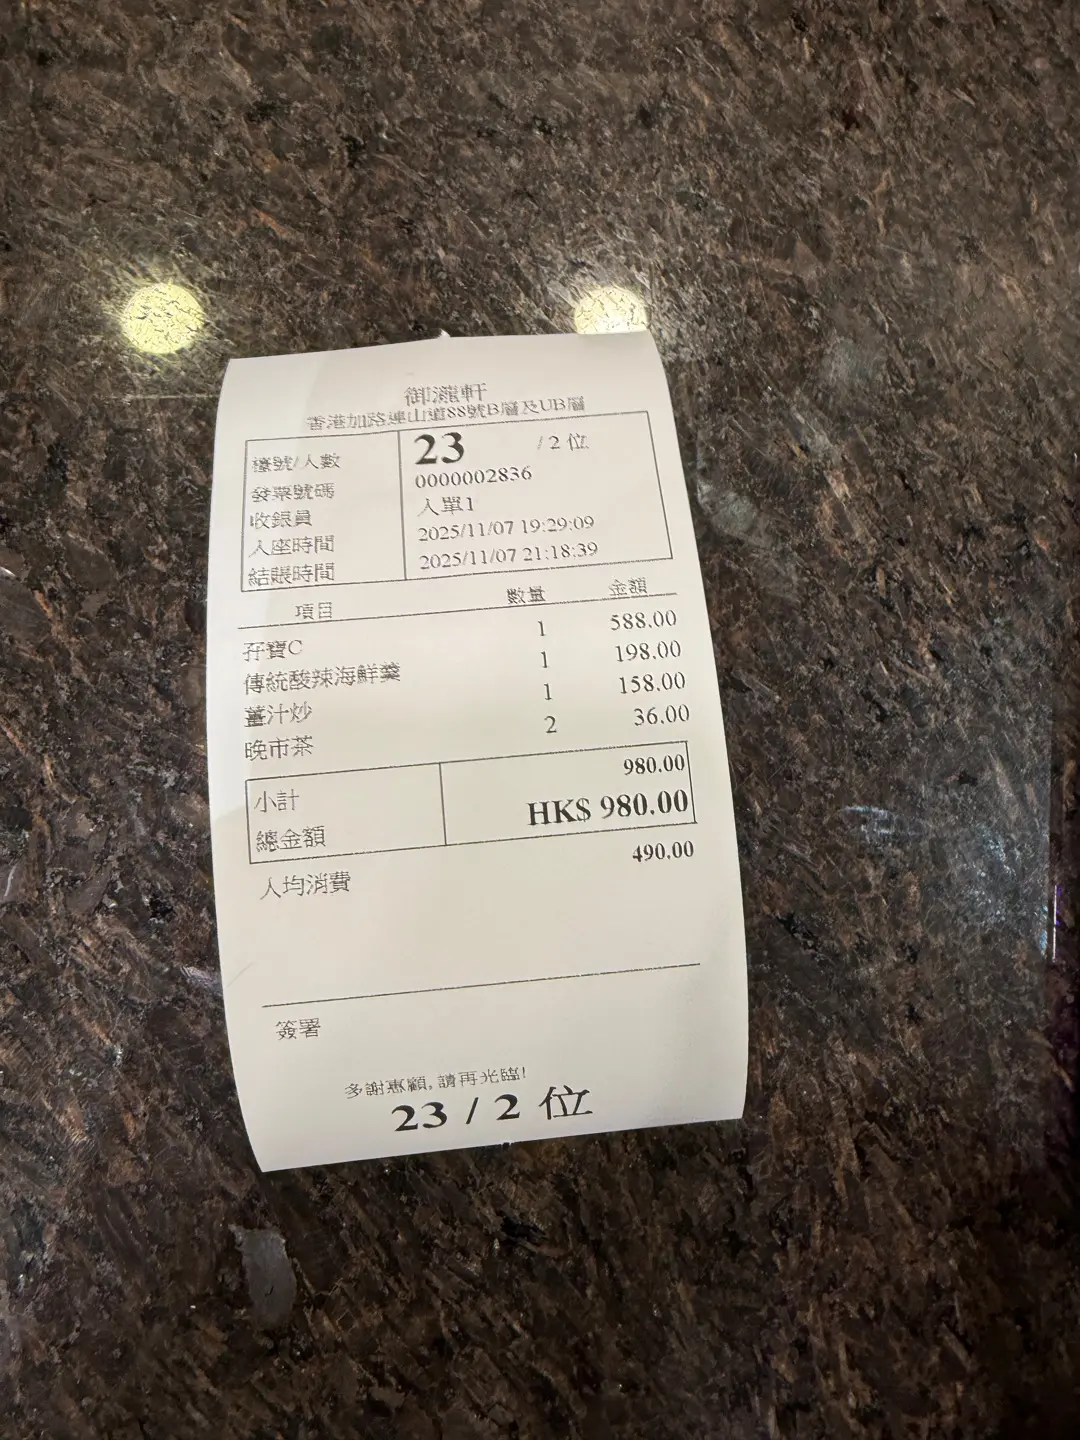 御瀧軒
香港加路連山道88號B層及UB層
檯號/人數 23 / 2 位
發票號碼 0000002836
收銀員 入單1
入座時間 2025/11/07 19:29:09
結賬時間 2025/11/07 21:18:39
項目 數量 金額
孖寶C 1 588.00
傳統酸辣海鮮羹 1 198.00
薑汁炒 1 158.00
晚市茶 2 36.00
小計 980.00
總金額 HK$ 980.00
人均消費 490.00
簽署
多謝惠顧, 請再光臨!
23 / 2 位